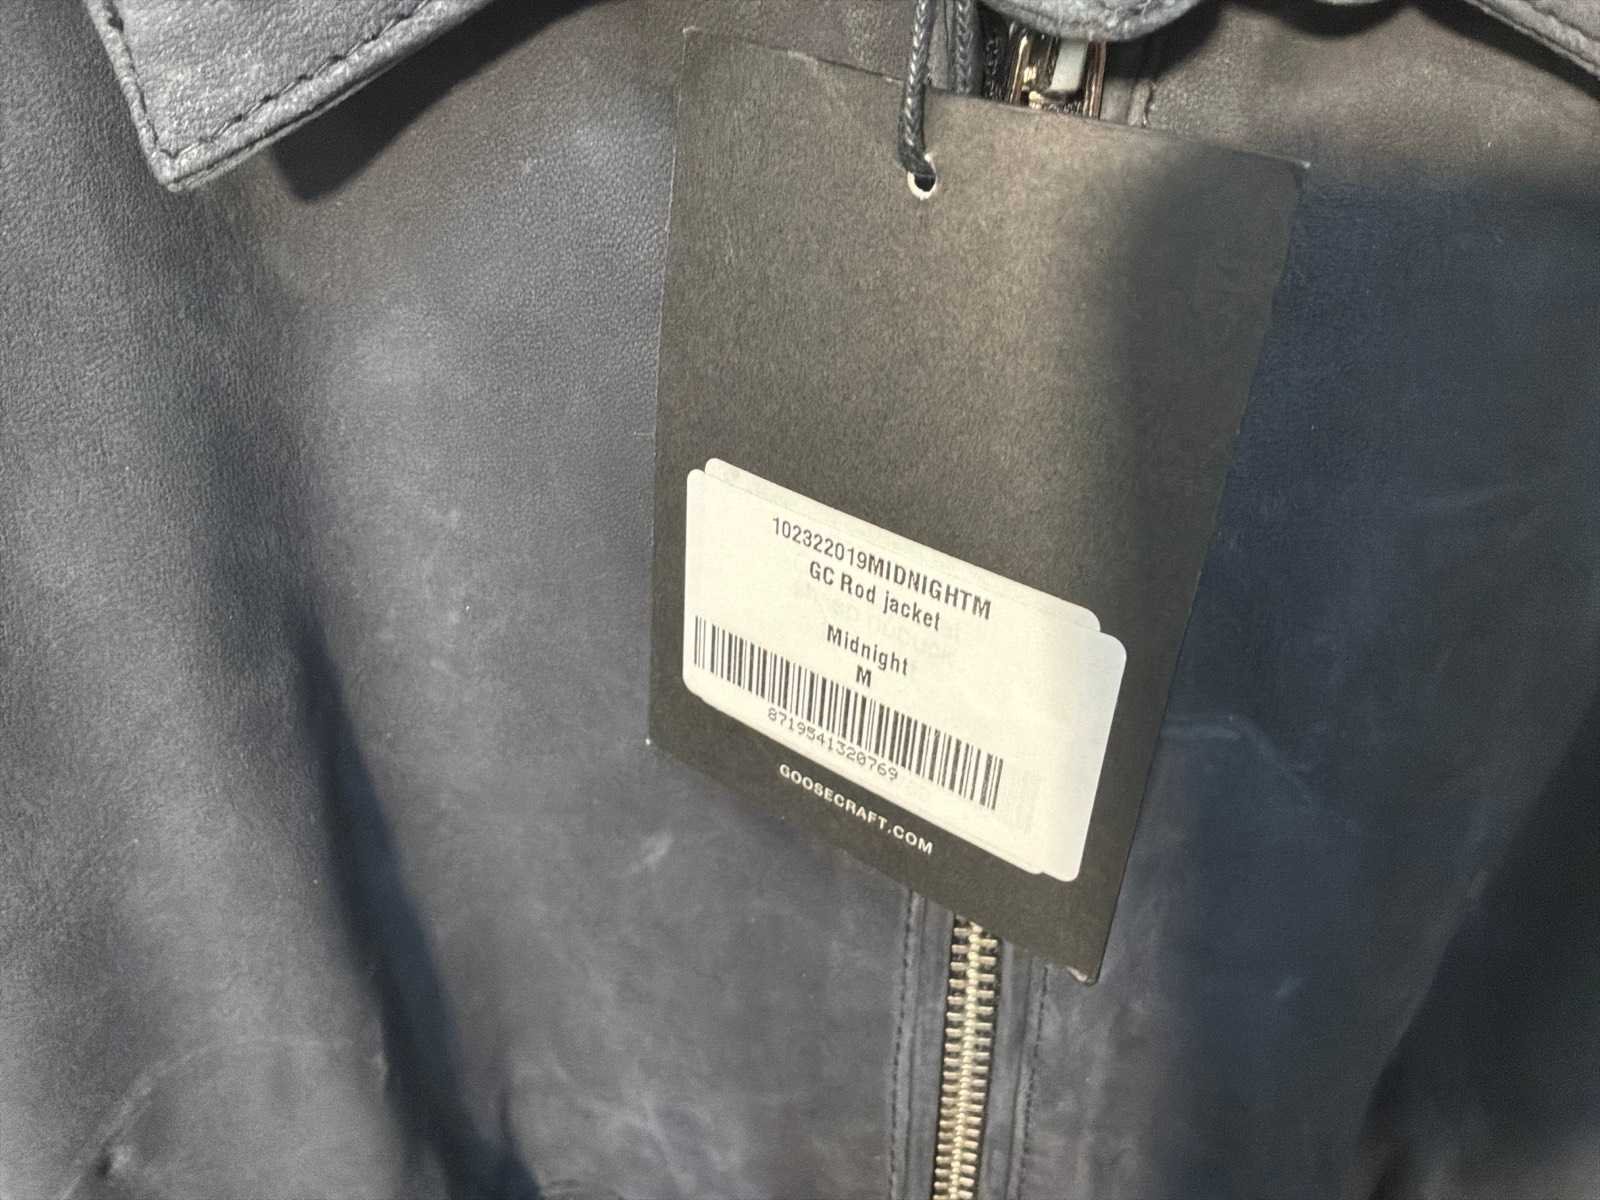 102322019MIDNIGHTM
GC Rod jacket
Midnight
M
8719541320769
GOOSECRAFT.COM